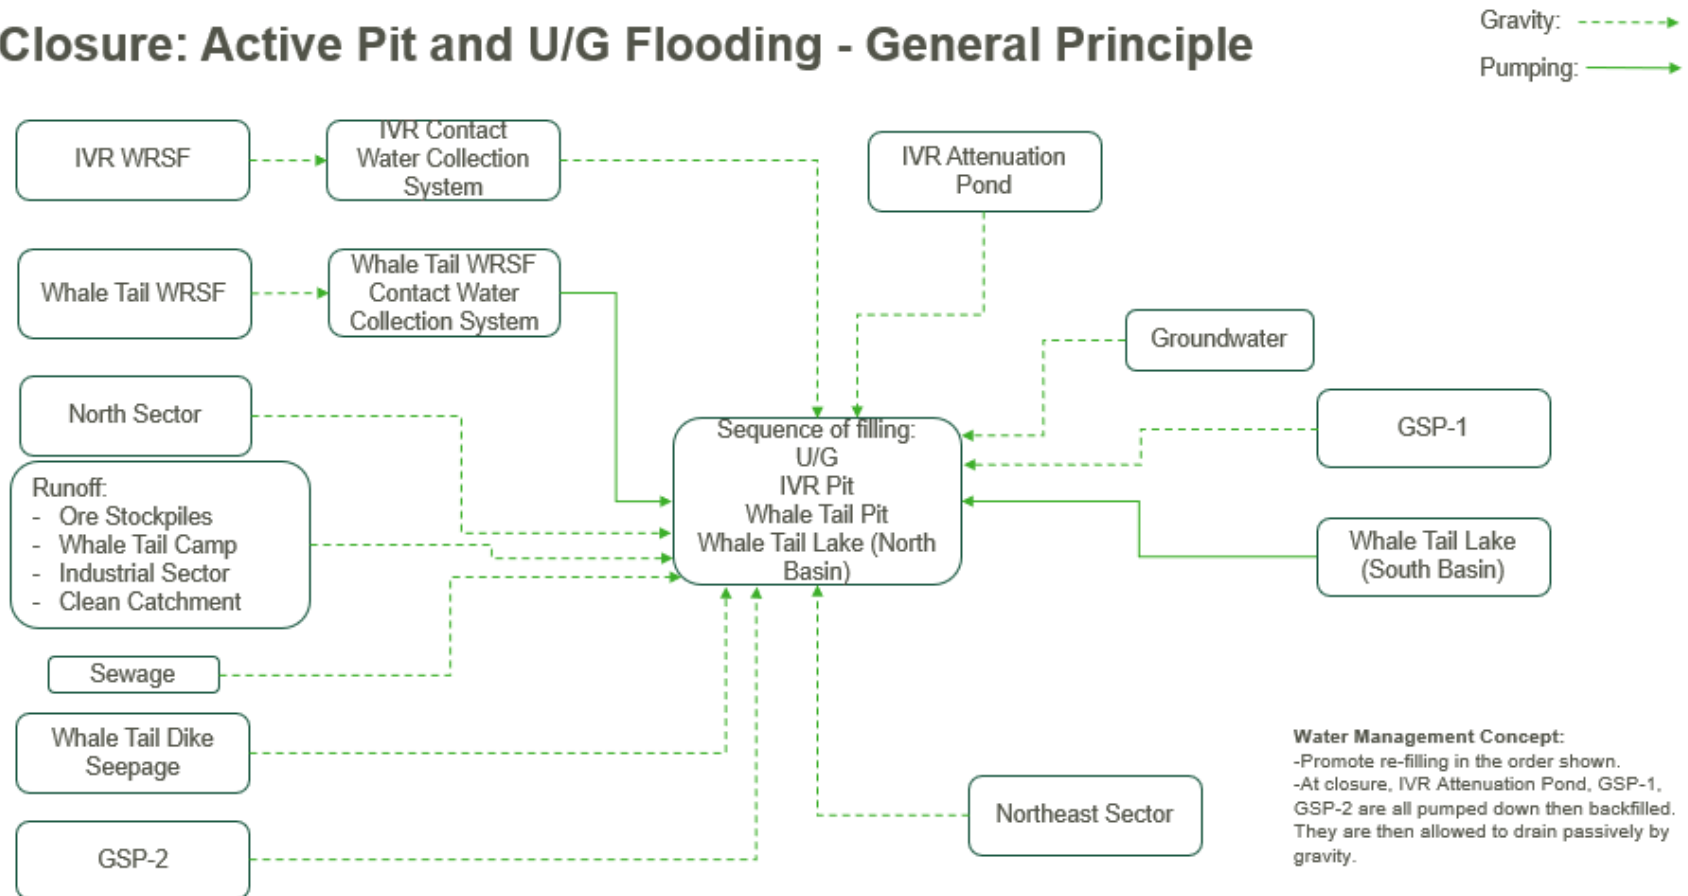 Closure: Active Pit and U/G Flooding - General Principle
Gravity:
Pumping:
IVR WRSF
IVR Contact
Water Collection
System
IVR Attenuation
Pond
Whale Tail WRSF
Whale Tail WRSF
Contact Water
Collection System
Groundwater
North Sector
GSP-1
Sequence of filling:
U/G
IVR Pit
Whale Tail Pit
Whale Tail Lake (North
Basin)
Runoff:
- Ore Stockpiles
- Whale Tail Camp
- Industrial Sector
- Clean Catchment
Whale Tail Lake
(South Basin)
Sewage
Whale Tail Dike
Seepage
Northeast Sector
GSP-2
Water Management Concept:
-Promote re-filling in the order shown.
-At closure, IVR Attenuation Pond, GSP-1,
GSP-2 are all pumped down then backfilled.
They are then allowed to drain passively by
gravity.